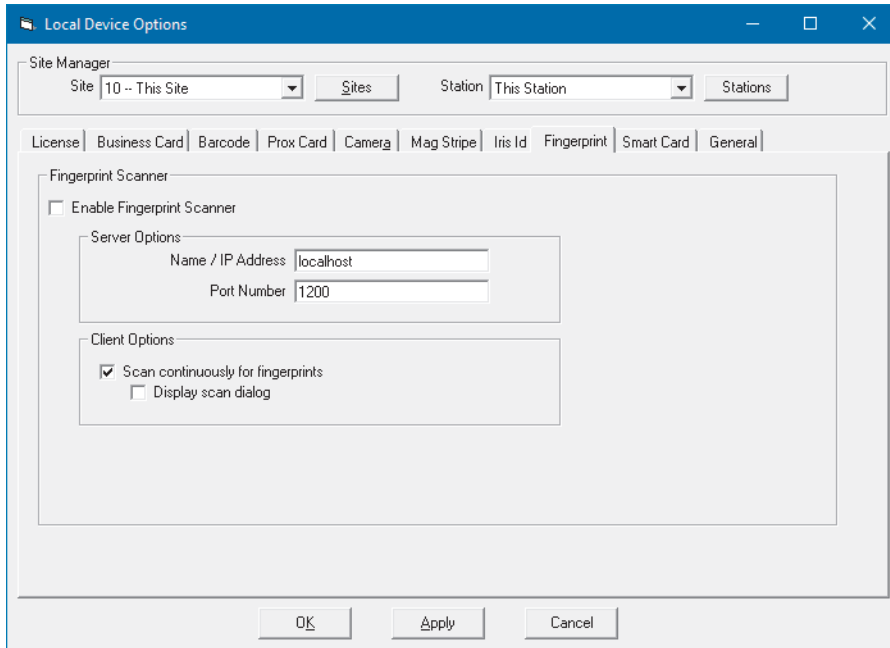 Local Device Options
Site Manager
Site 10 -- This Site Sites Station This Station Stations
License Business Card Barcode Prox Card Camera Mag Stripe Iris Id Fingerprint Smart Card General
Fingerprint Scanner
Enable Fingerprint Scanner
Server Options
Name / IP Address localhost
Port Number 1200
Client Options
Scan continuously for fingerprints
Display scan dialog
OK Apply Cancel